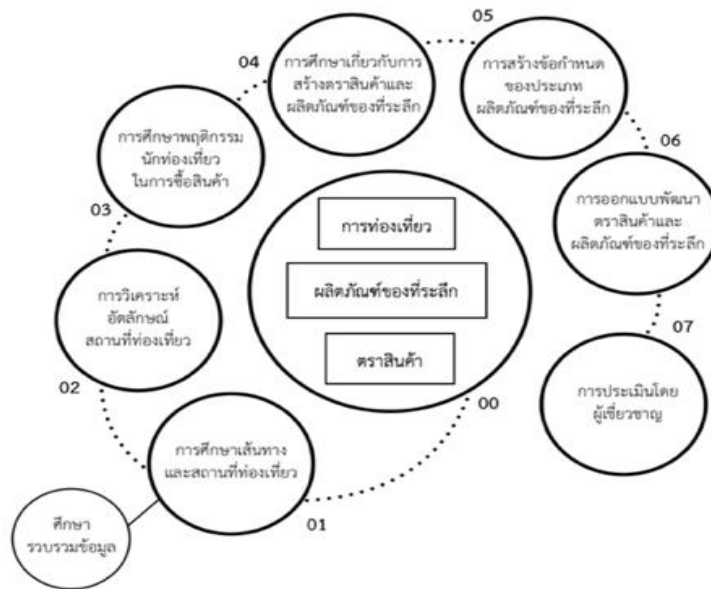 การท่องเที่ยว
ผลิตภัณฑ์ของที่ระลึก
ตราสินค้า
00
01
การศึกษาเส้นทาง
และสถานที่ท่องเที่ยว
ศึกษา
รวบรวมข้อมูล
02
การวิเคราะห์
อัตลักษณ์
สถานที่ท่องเที่ยว
03
การศึกษาพฤติกรรม
นักท่องเที่ยว
ในการซื้อสินค้า
04
การศึกษาเกี่ยวกับการ
สร้างตราสินค้าและ
ผลิตภัณฑ์ของที่ระลึก
05
การสร้างข้อกำหนด
ของประเภท
ผลิตภัณฑ์ของที่ระลึก
06
การออกแบบพัฒนา
ตราสินค้าและ
ผลิตภัณฑ์ของที่ระลึก
07
การประเมินโดย
ผู้เชี่ยวชาญ